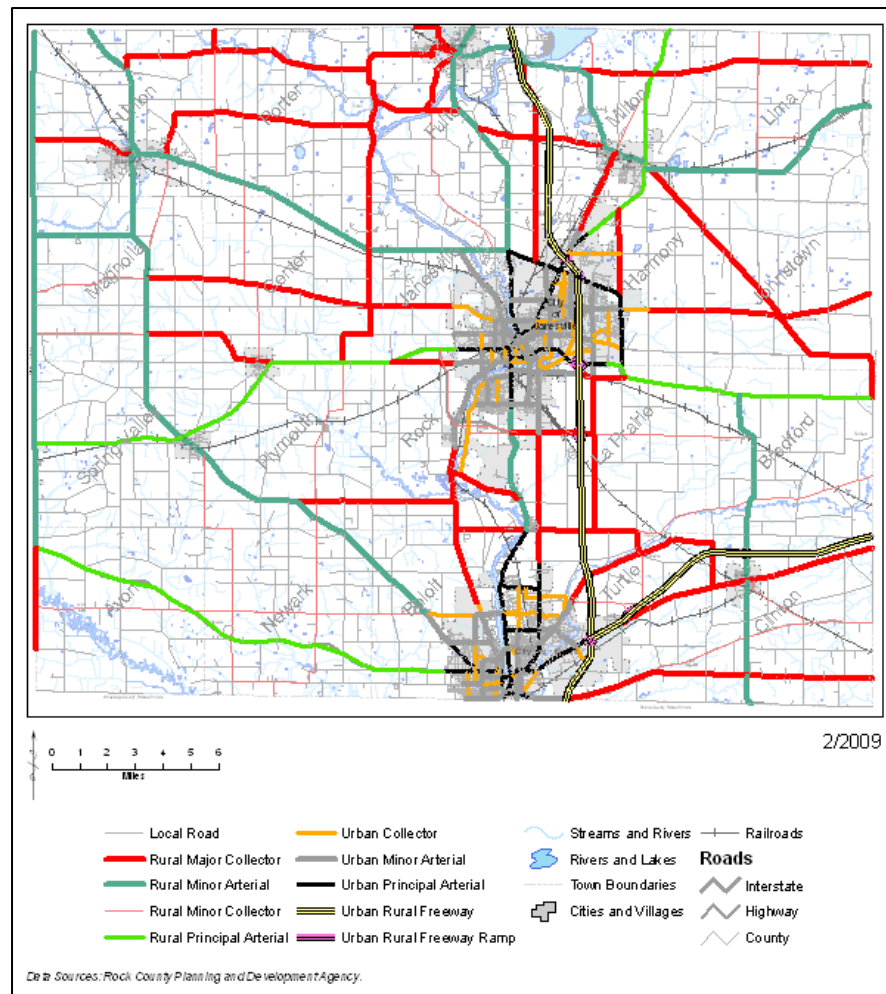 Union
Porter
Fulton
Milton
Lima
Magnolia
Center
Janesville
Harmony
Johnstown
City
of
Janesville
Spring Valley
Plymouth
Rock
La Prairie
Bradford
Avon
Newark
Beloit
Turtle
Clinton
2/2009
0 1 2 3 4 5 6
Miles
Local Road
Rural Major Collector
Rural Minor Arterial
Rural Minor Collector
Rural Principal Arterial
Urban Collector
Urban Minor Arterial
Urban Principal Arterial
Urban Rural Freeway
Urban Rural Freeway Ramp
Streams and Rivers
Rivers and Lakes
Town Boundaries
Cities and Villages
Railroads
Roads
Interstate
Highway
County
Data Sources: Rock County Planning and Development Agency.